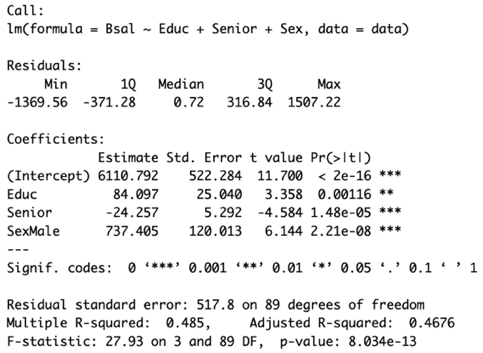 Call:
lm(formula = Bsal ~ Educ + Senior + Sex, data = data)
Residuals:
Min 1Q Median 3Q Max
-1369.56 -371.28 0.72 316.84 1507.22
Coefficients:
Estimate Std. Error t value Pr(>|t|)
(Intercept) 6110.792 522.284 11.700 < 2e-16 ***
Educ 84.097 25.040 3.358 0.00116 **
Senior -24.257 5.292 -4.584 1.48e-05 ***
SexMale 737.405 120.013 6.144 2.21e-08 ***
---
Signif. codes: 0 ‘***’ 0.001 ‘**’ 0.01 ‘*’ 0.05 ‘.’ 0.1 ‘ ’ 1
Residual standard error: 517.8 on 89 degrees of freedom
Multiple R-squared: 0.485, Adjusted R-squared: 0.4676
F-statistic: 27.93 on 3 and 89 DF, p-value: 8.034e-13